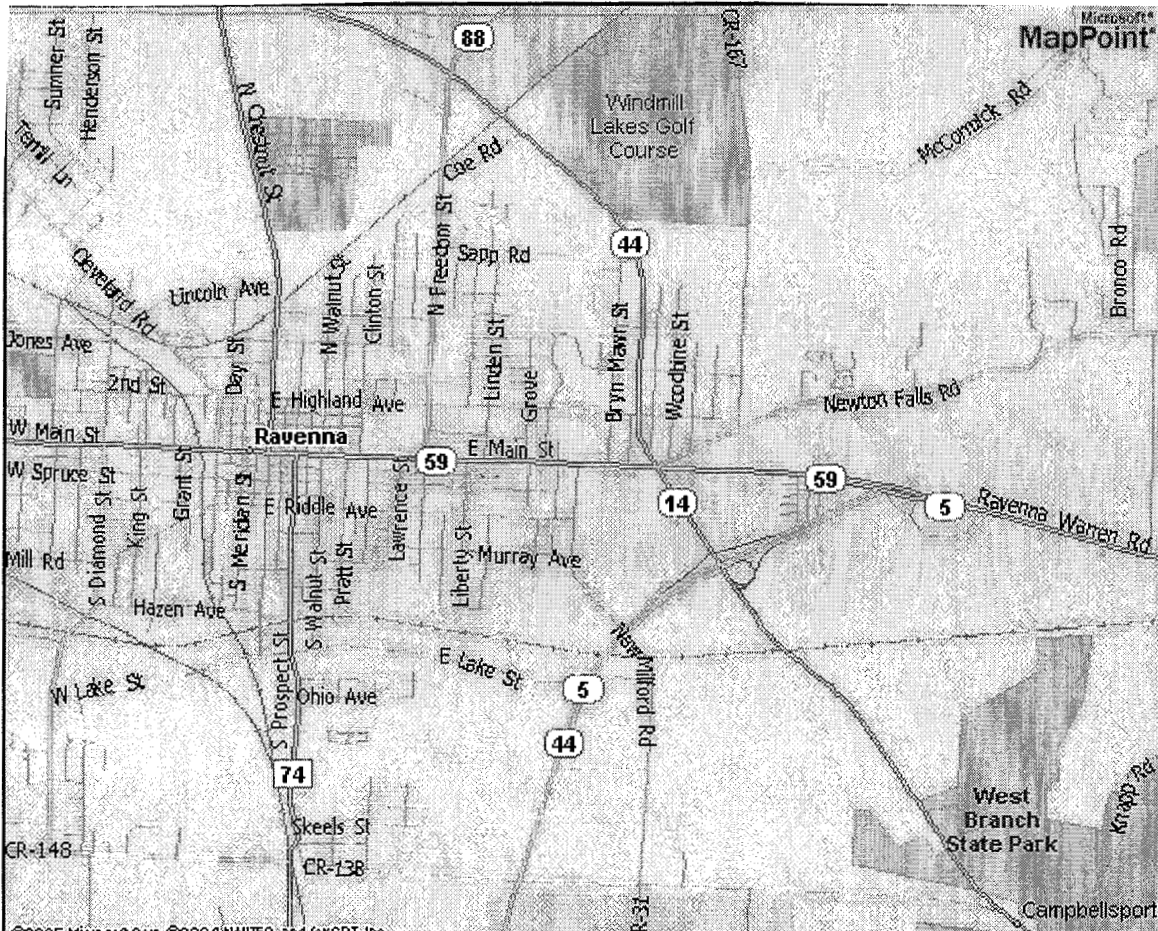 Microsoft®
MapPoint®
88
CR-167
Sumner St
Henderson St
N Chestnut St
Windmill
Lakes Golf
Course
McCormick Rd
Terrill Ln
Coe Rd
N Freedom St
Sapp Rd
44
Bronco Rd
Cleveland Rd
Lincoln Ave
N Walnut St
Clinton St
Jones Ave
Day St
Linden St
Bryn Mawr St
Woodbine St
2nd St
E Highland Ave
Grove
Newton Falls Rd
W Main St
Ravenna
59
E Main St
W Spruce St
Grant St
59
5
Ravenna Warren Rd
S Diamond St
King St
S Meridian St
E Riddle Ave
Lawrence St
14
Mill Rd
S Walnut St
Pratt St
Liberty St
Murray Ave
Hazen Ave
New Milford Rd
W Lake St
S Prospect St
E Lake St
Ohio Ave
5
44
74
Skeels St
West
Branch
State Park
Knapp Rd
CR-148
CR-138
R-31
Campbellsport